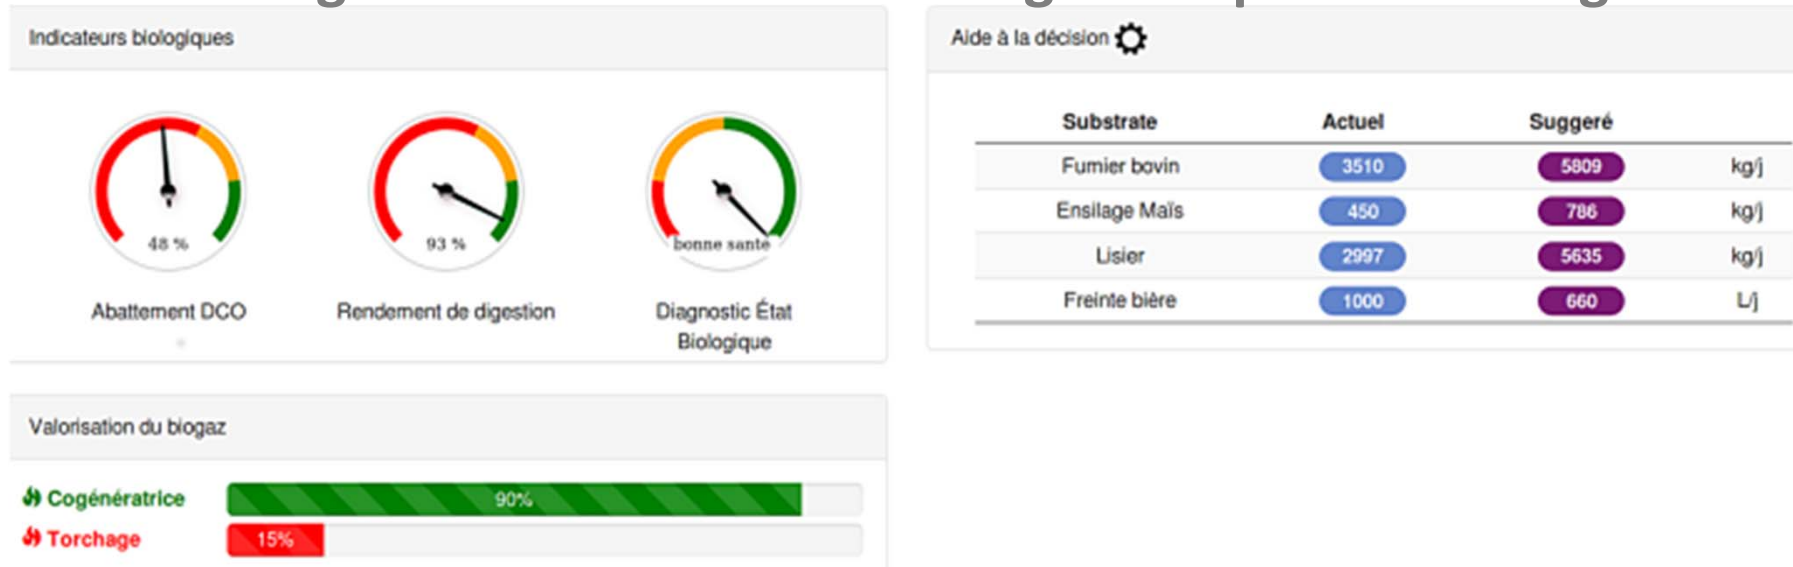 Indicateurs biologiques
48 %
93 %
bonne santé
Abattement DCO
Rendement de digestion
Diagnostic État
Biologique
Aide à la décision
Substrate Actuel Suggeré
Fumier bovin 3510 5809 kg/j
Ensilage Maïs 450 786 kg/j
Lisier 2997 5635 kg/j
Freinte bière 1000 660 L/j
Valorisation du biogaz
Cogénératrice 90%
Torchage 15%